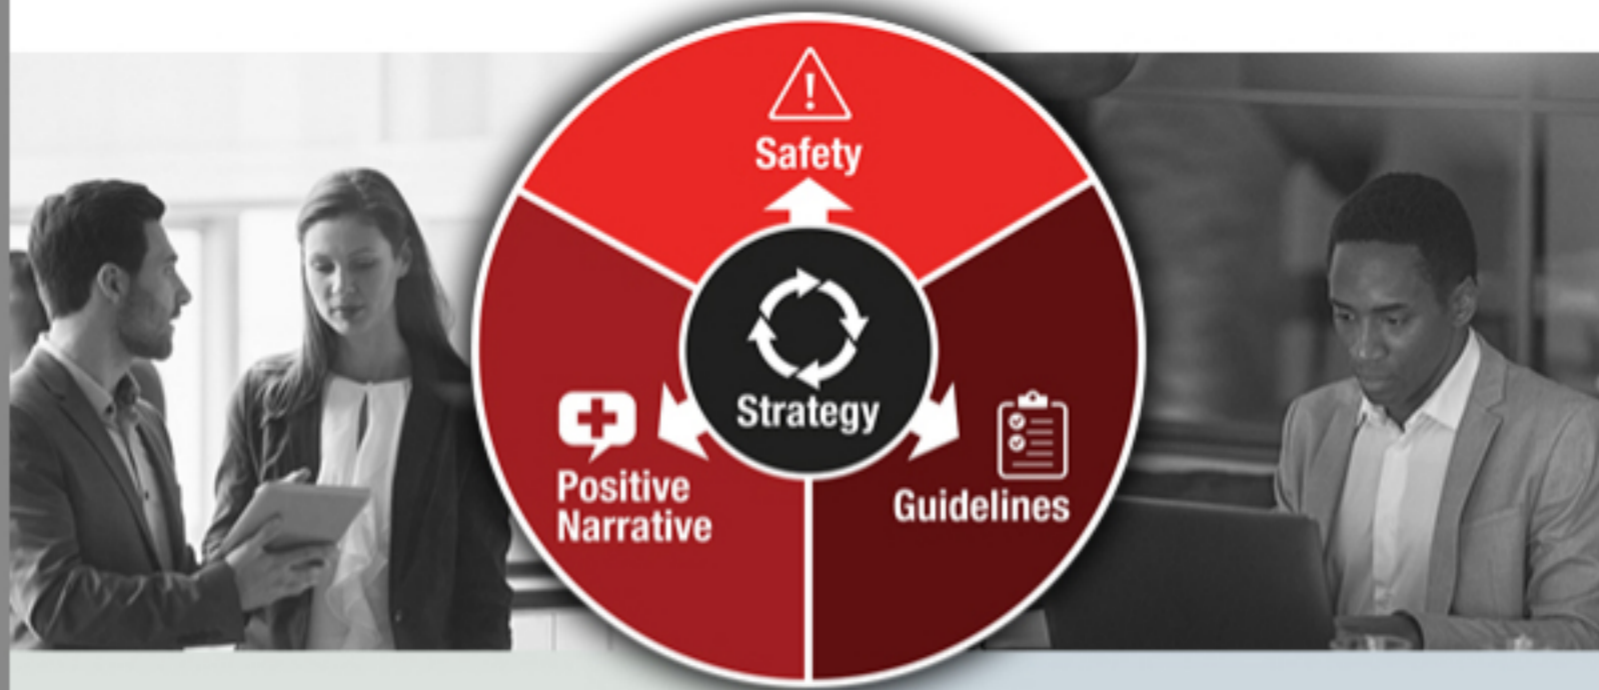 Safety
Strategy
Positive
Narrative
Guidelines